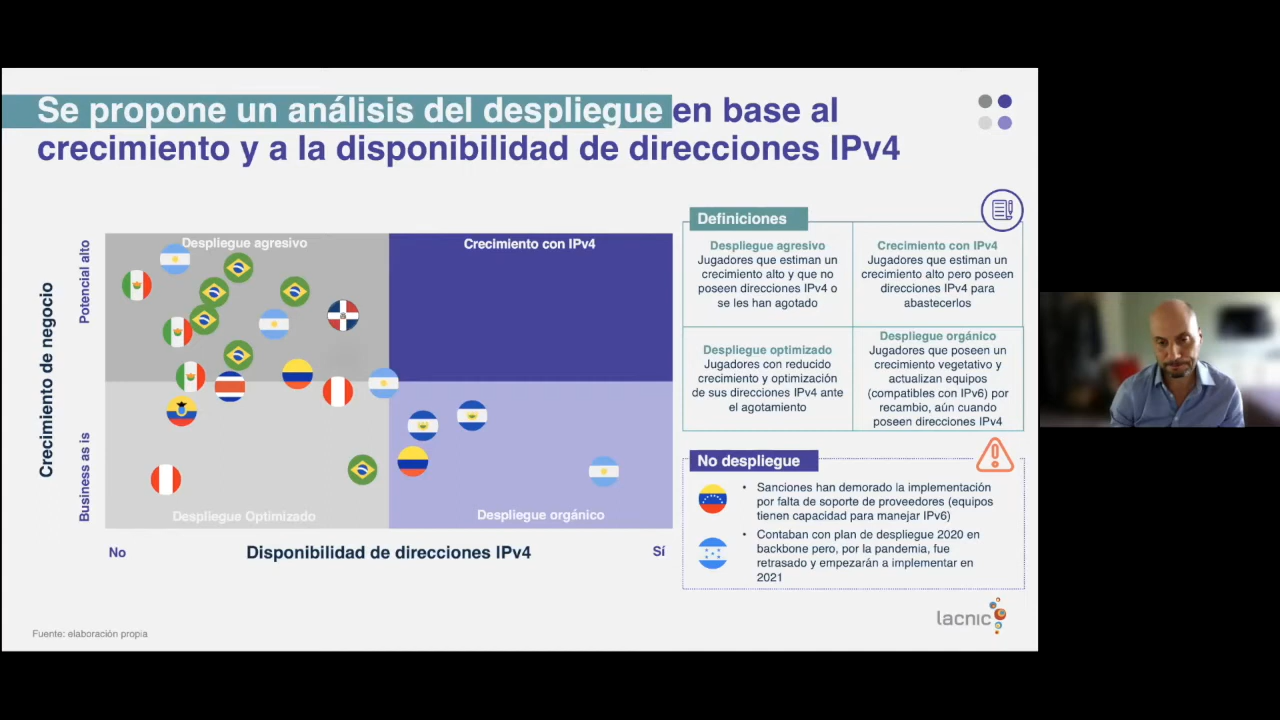 Se propone un análisis del despliegue en base al
crecimiento y a la disponibilidad de direcciones IPv4
Crecimiento de negocio
Potencial alto
Business as is
Despliegue agresivo
Crecimiento con IPv4
Despliegue Optimizado
Despliegue orgánico
No
Disponibilidad de direcciones IPv4
Sí
Definiciones
Despliegue agresivo
Jugadores que estiman un
crecimiento alto y que no
poseen direcciones IPv4 o
se les han agotado
Crecimiento con IPv4
Jugadores que estiman un
crecimiento alto pero poseen
direcciones IPv4 para
abastecerlos
Despliegue optimizado
Jugadores con reducido
crecimiento y optimización
de sus direcciones IPv4 ante
el agotamiento
Despliegue orgánico
Jugadores que poseen un
crecimiento vegetativo y
actualizan equipos
(compatibles con IPv6) por
recambio, aún cuando
poseen direcciones IPv4
No despliegue
• Sanciones han demorado la implementación
por falta de soporte de proveedores (equipos
tienen capacidad para manejar IPv6)
• Contaban con plan de despliegue 2020 en
backbone pero, por la pandemia, fue
retrasado y empezarán a implementar en
2021
lacnic
Fuente: elaboración propia